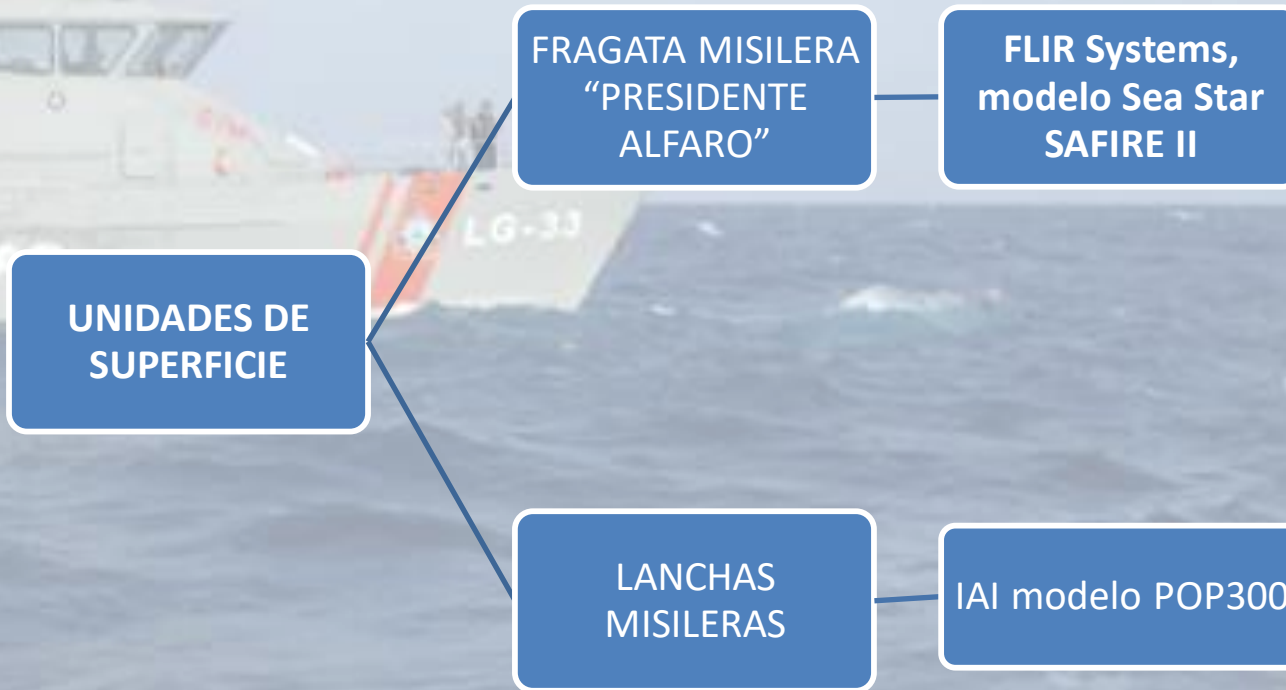 FRAGATA MISILERA
“PRESIDENTE
ALFARO”
FLIR Systems,
modelo Sea Star
SAFIRE II
LG-33
UNIDADES DE
SUPERFICIE
LANCHAS
MISILERAS
IAI modelo POP300